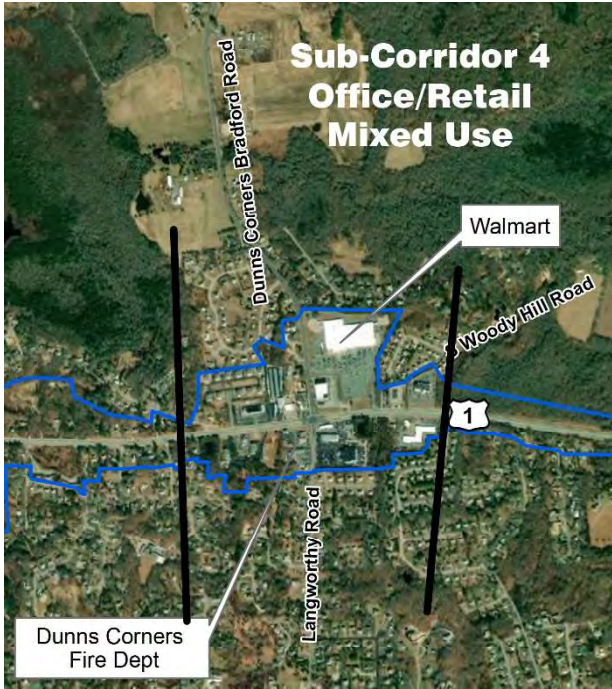 Sub-Corridor 4
Office/Retail
Mixed Use
Dunns Corners Bradford Road
Walmart
Woody Hill Road
1
Langworthy Road
Dunns Corners
Fire Dept